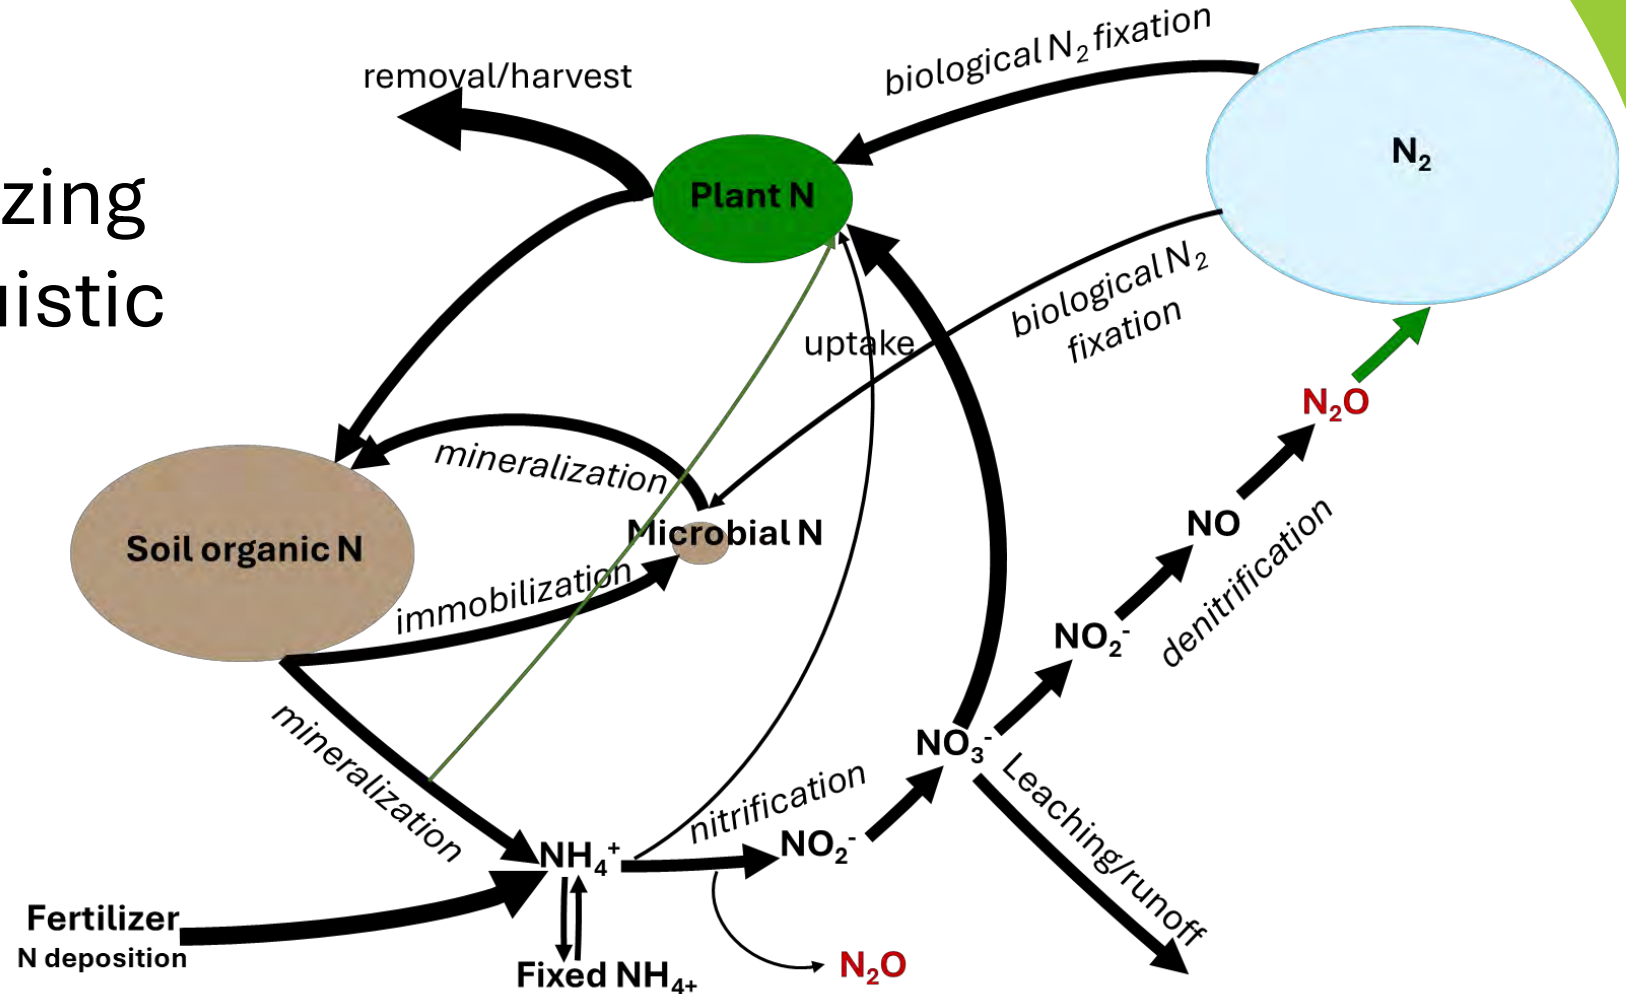 removal/harvest
biological N₂ fixation
N₂
zing
Plant N
uistic
biological N₂
fixation
uptake
N₂O
mineralization
Microbial N
NO
Soil organic N
immobilization
denitrification
NO₂⁻
mineralization
NO₃⁻
nitrification
Leaching/runoff
NH₄⁺
NO₂⁻
Fertilizer
N deposition
Fixed NH₄₊
N₂O